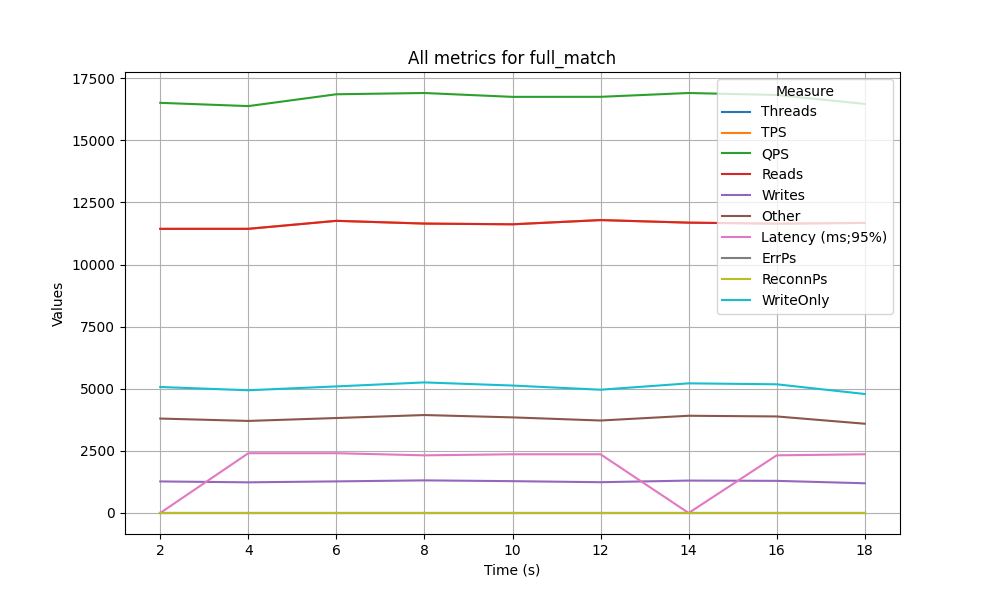 All metrics for full_match
17500
15000
12500
10000
7500
5000
2500
0
Values
2 4 6 8 10 12 14 16 18
Time (s)
Measure
Threads
TPS
QPS
Reads
Writes
Other
Latency (ms;95%)
ErrPs
ReconnPs
WriteOnly